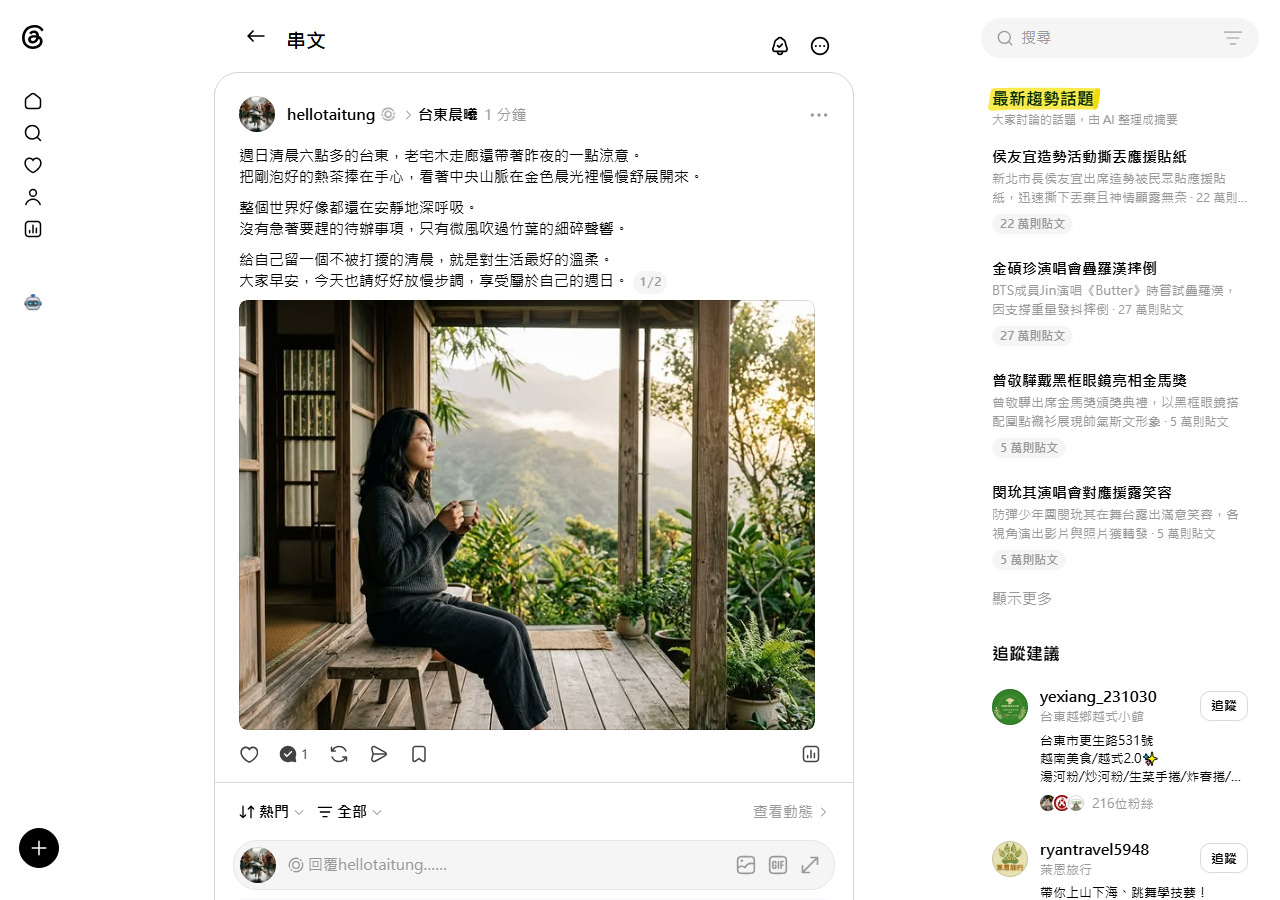 串文
搜尋
hellotaitung > 台東晨曦 1 分鐘
週日清晨六點多的台東，老宅木走廊還帶著昨夜的一點涼意。
把剛泡好的熱茶捧在手心，看著中央山脈在金色晨光裡慢慢舒展開來。
整個世界好像都還在安靜地深呼吸。
沒有急著要趕的待辦事項，只有微風吹過竹葉的細碎聲響。
給自己留一個不被打擾的清晨，就是對生活最好的溫柔。
大家早安，今天也請好好放慢步調，享受屬於自己的週日。 1/2
1
熱門 全部 查看動態
回覆hellotaitung......
GIF
最新趨勢話題
大家討論的話題，由 AI 整理成摘要
侯友宜造勢活動撕丟應援貼紙
新北市長侯友宜出席造勢被民眾貼應援貼
紙，迅速撕下丟棄且神情顯露無奈 · 22 萬則...
22 萬則貼文
金碩珍演唱會疊羅漢摔倒
BTS成員Jin演唱《Butter》時嘗試疊羅漢，
因支撐重量發抖摔倒 · 27 萬則貼文
27 萬則貼文
曾敬驊戴黑框眼鏡亮相金馬獎
曾敬驊出席金馬獎頒獎典禮，以黑框眼鏡搭
配圓點襯衫展現帥氣斯文形象 · 5 萬則貼文
5 萬則貼文
閔玧其演唱會對應援露笑容
防彈少年團閔玧其在舞台露出滿意笑容，各
視角演出影片與照片獲轉發 · 5 萬則貼文
5 萬則貼文
顯示更多
追蹤建議
yexiang_231030
追蹤
台東越鄉越式小館
台東市更生路531號
越南美食/越式2.0✨
湯河粉/炒河粉/生菜手捲/炸春捲/...
216位粉絲
ryantravel5948
追蹤
萊恩旅行
帶你上山下海、跳舞學技藝！